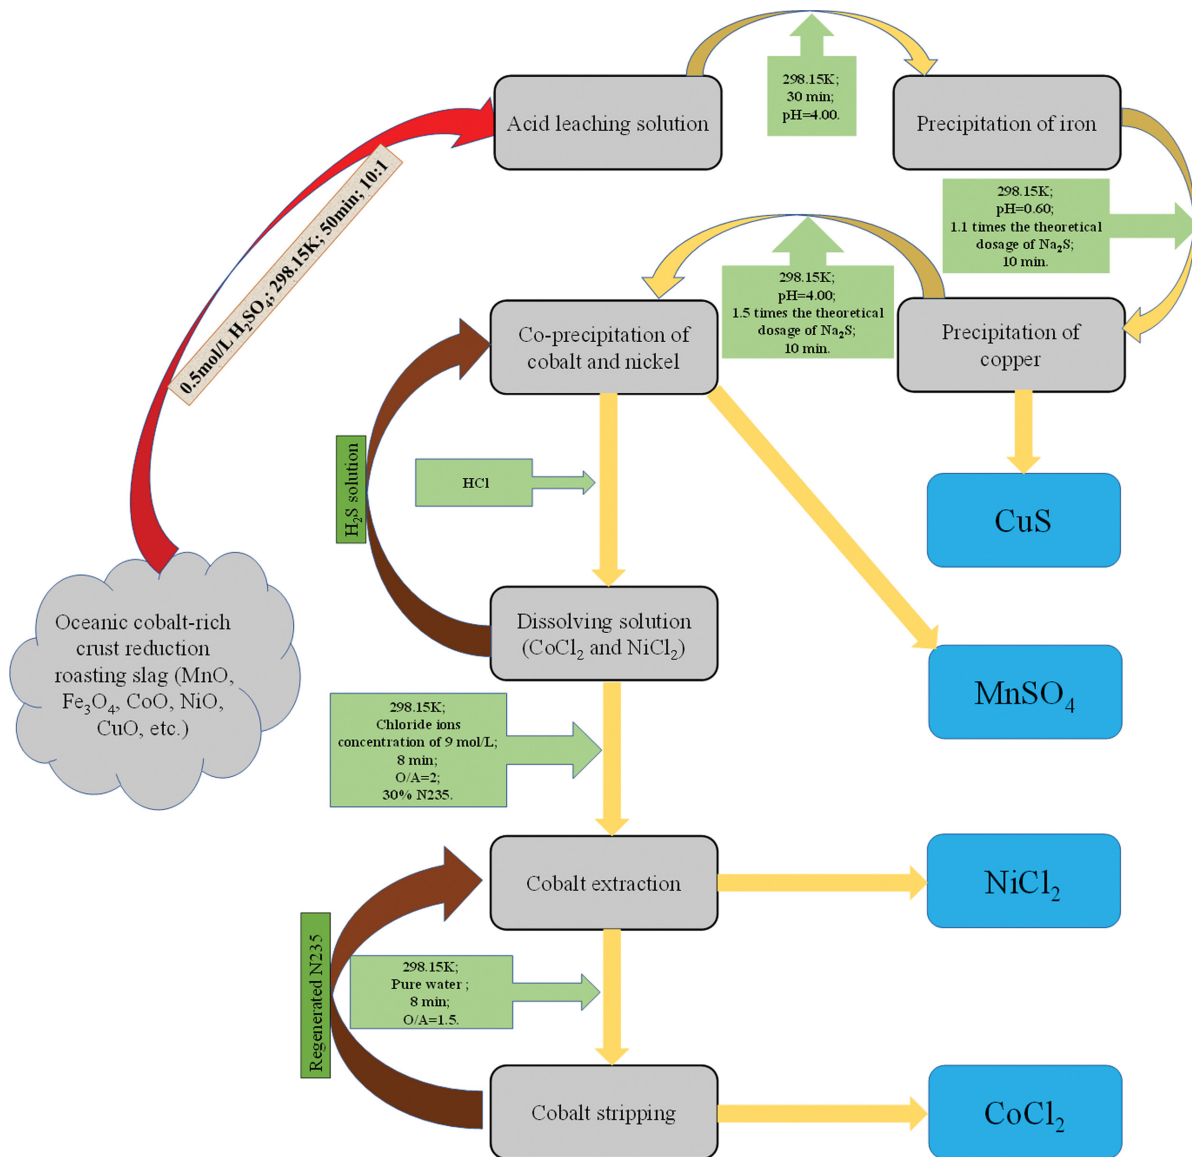 Acid leaching solution
298.15K;
30 min;
pH=4.00.
Precipitation of iron
0.5mol/L H₂SO₄; 298.15K; 50min; 10:1
298.15K;
pH=0.60;
1.1 times the theoretical
dosage of Na₂S;
10 min.
298.15K;
pH=4.00;
1.5 times the theoretical
dosage of Na₂S;
10 min.
Co-precipitation of
cobalt and nickel
Precipitation of
copper
H₂S solution
HCl
CuS
Oceanic cobalt-rich
crust reduction
roasting slag (MnO,
Fe₃O₄, CoO, NiO,
CuO, etc.)
Dissolving solution
(CoCl₂ and NiCl₂)
MnSO₄
298.15K;
Chloride ions
concentration of 9 mol/L;
8 min;
O/A=2;
30% N235.
Cobalt extraction
NiCl₂
Regenerated N235
298.15K;
Pure water ;
8 min;
O/A=1.5.
Cobalt stripping
CoCl₂